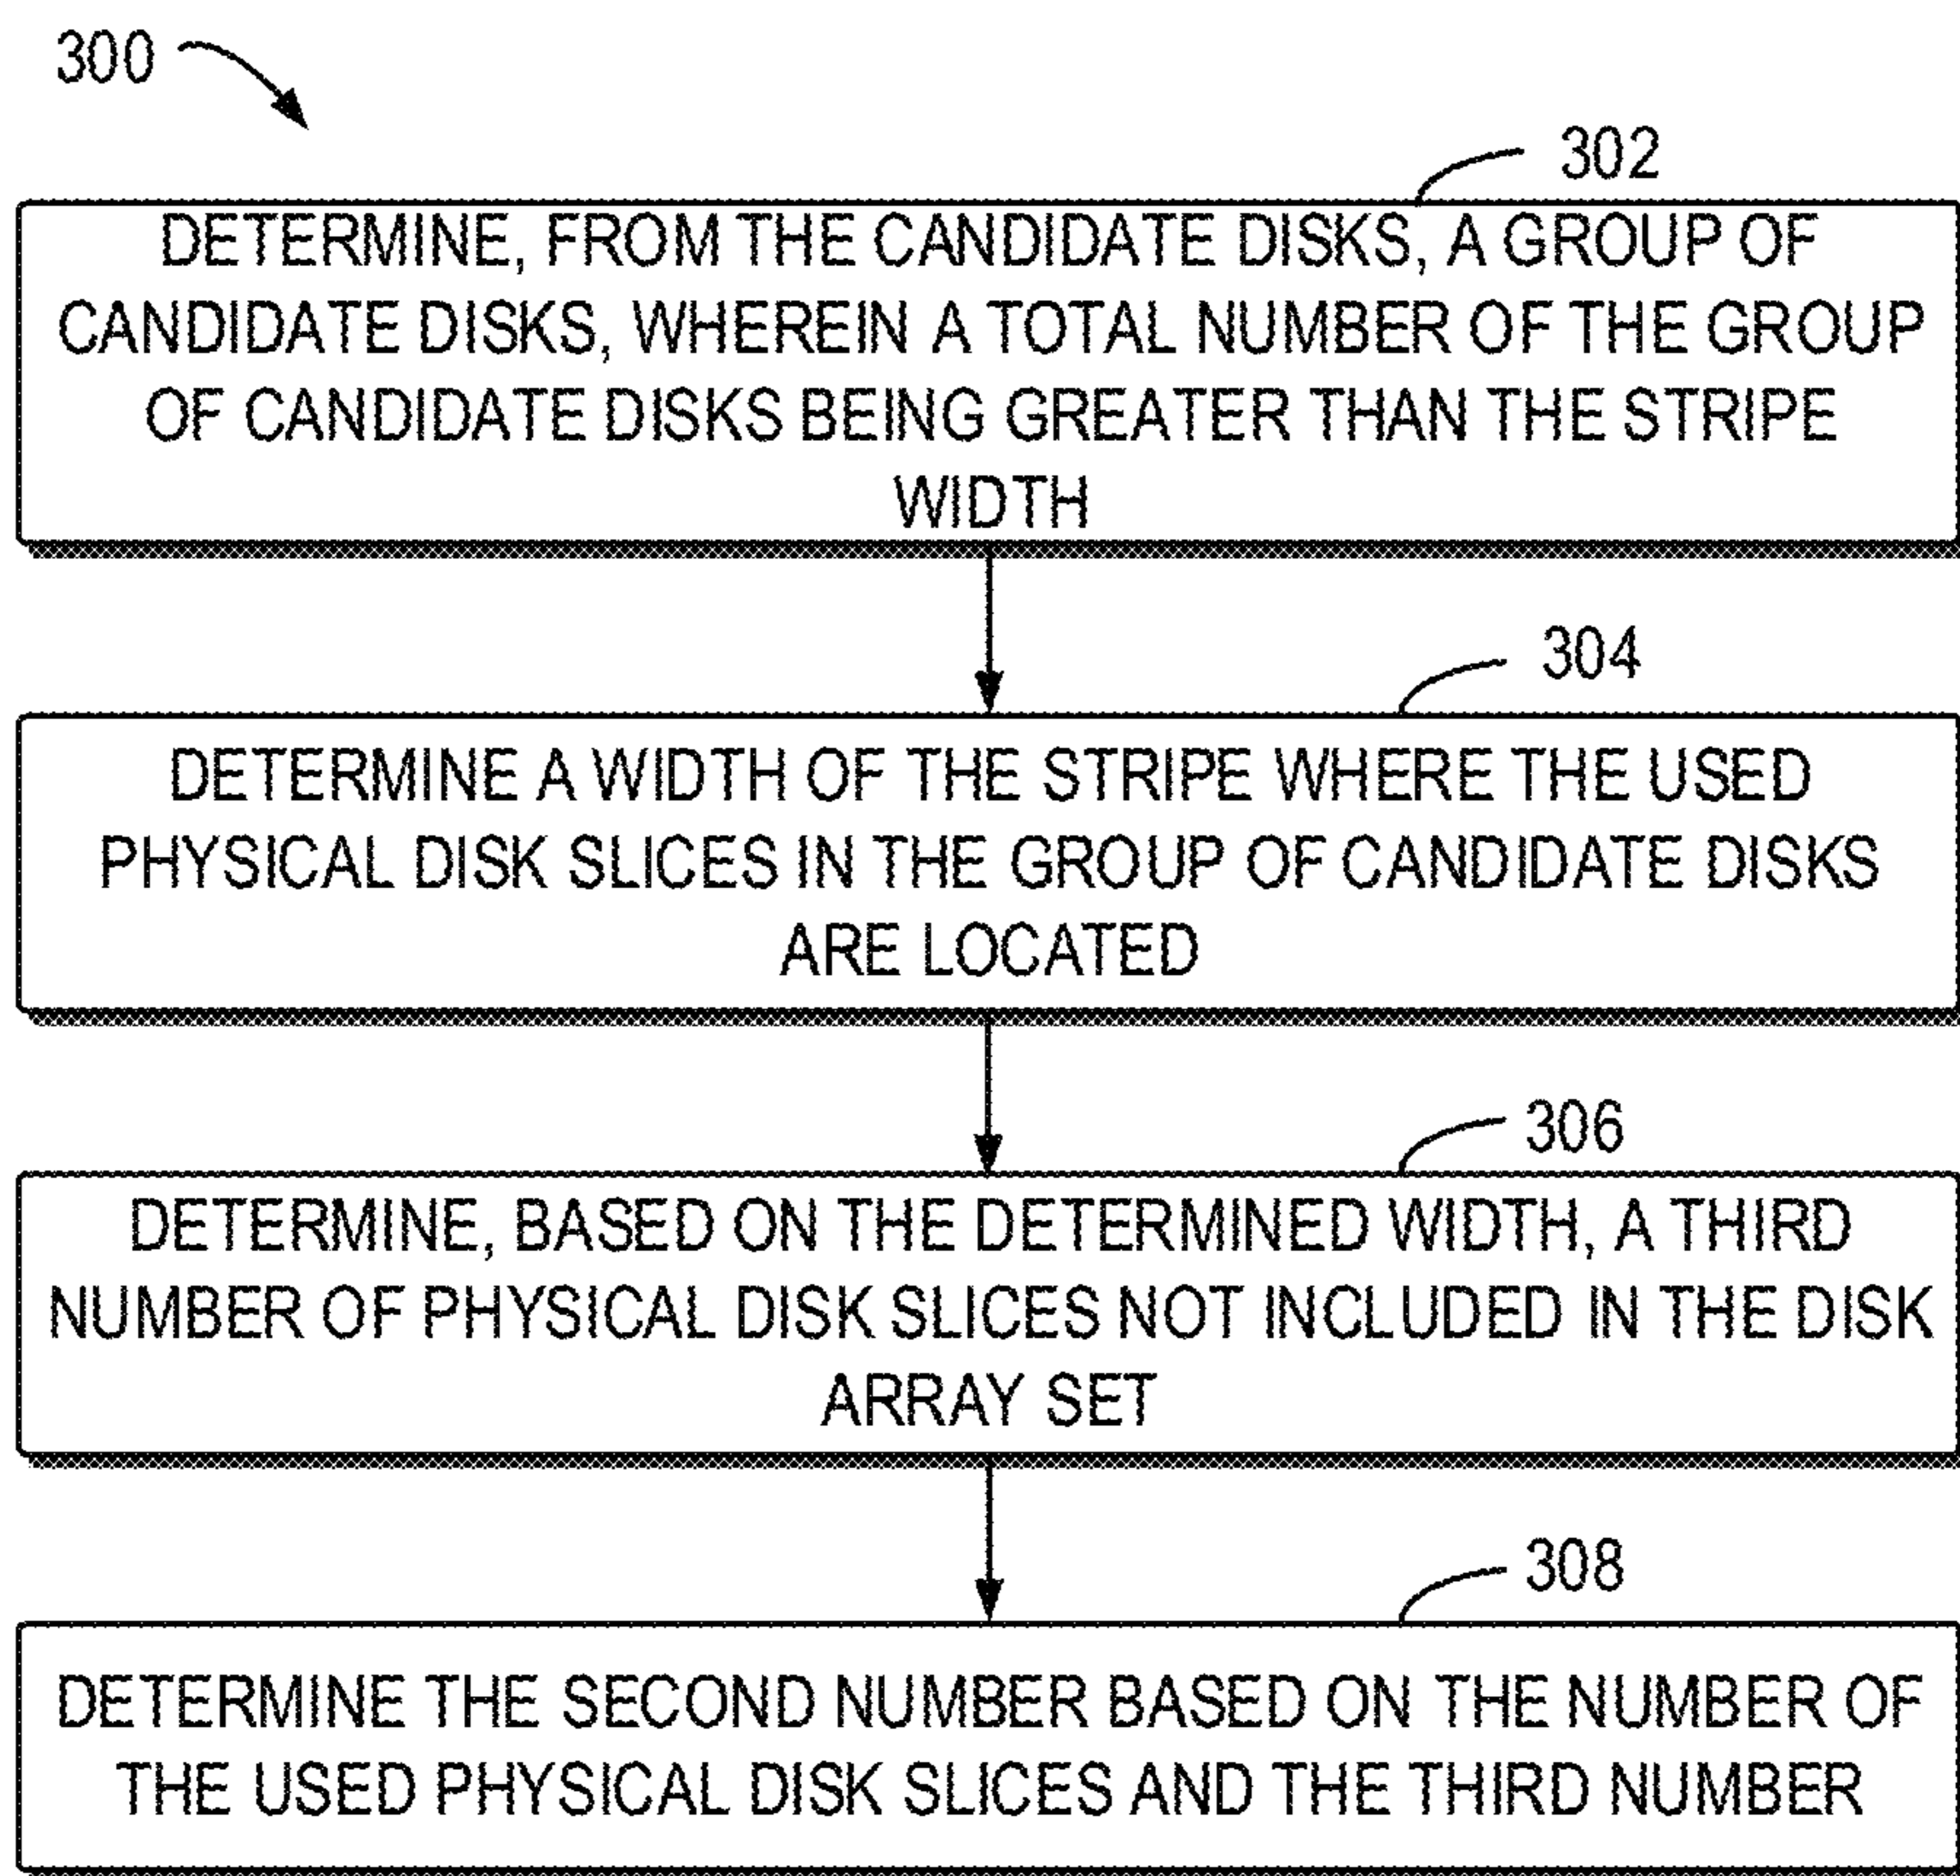 300
302
DETERMINE, FROM THE CANDIDATE DISKS, A GROUP OF
CANDIDATE DISKS, WHEREIN A TOTAL NUMBER OF THE GROUP
OF CANDIDATE DISKS BEING GREATER THAN THE STRIPE
WIDTH
304
DETERMINE A WIDTH OF THE STRIPE WHERE THE USED
PHYSICAL DISK SLICES IN THE GROUP OF CANDIDATE DISKS
ARE LOCATED
306
DETERMINE, BASED ON THE DETERMINED WIDTH, A THIRD
NUMBER OF PHYSICAL DISK SLICES NOT INCLUDED IN THE DISK
ARRAY SET
308
DETERMINE THE SECOND NUMBER BASED ON THE NUMBER OF
THE USED PHYSICAL DISK SLICES AND THE THIRD NUMBER